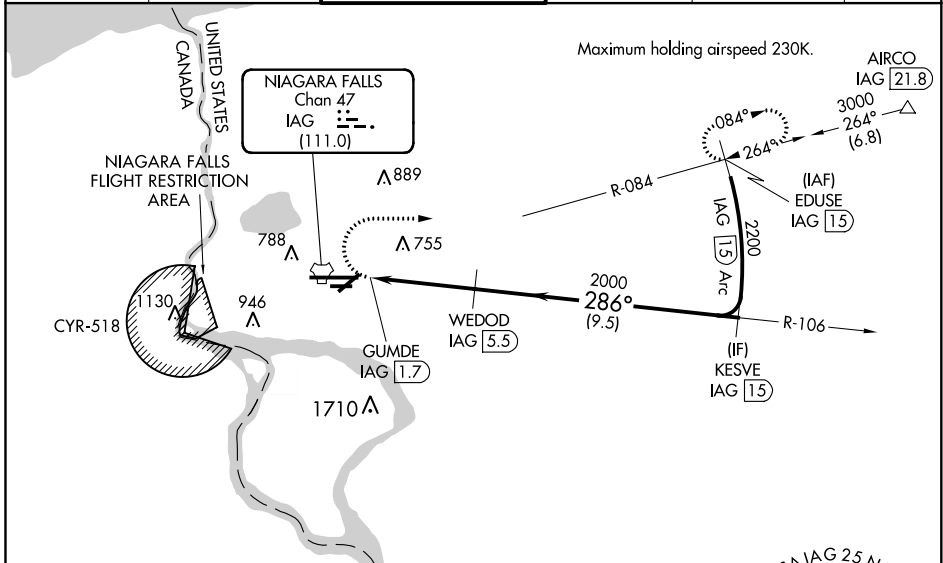 Maximum holding airspeed 230K.
UNITED STATES
CANADA
NIAGARA FALLS
Chan 47
IAG
(111.0)
AIRCO
IAG 21.8
3000
264°
(6.8)
084°
264°
NIAGARA FALLS
FLIGHT RESTRICTION
AREA
889
R-084
(IAF)
EDUSE
IAG 15
2200
IAG 15 Arc
788
755
2000
286°
(9.5)
1130
946
CYR-518
WEDOD
IAG 5.5
R-106
GUMDE
IAG 1.7
(IF)
KESVE
IAG 15
1710
IAG 25 N